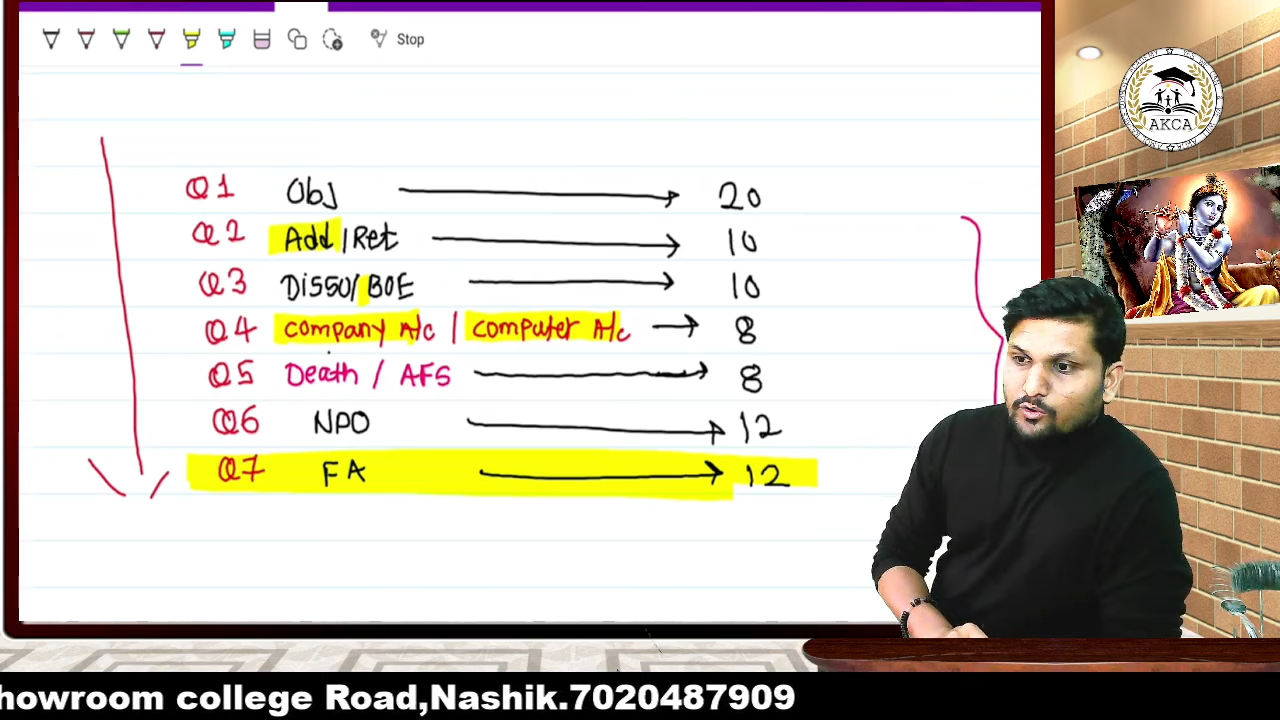 Stop
Q1 Obj 20
Q2 Add/Ret 10
Q3 Disso/BOE 10
Q4 company A/c / computer A/c 8
Q5 Death / AFS 8
Q6 NPO 12
Q7 FA 12
AKCA
howroom college Road,Nashik.7020487909